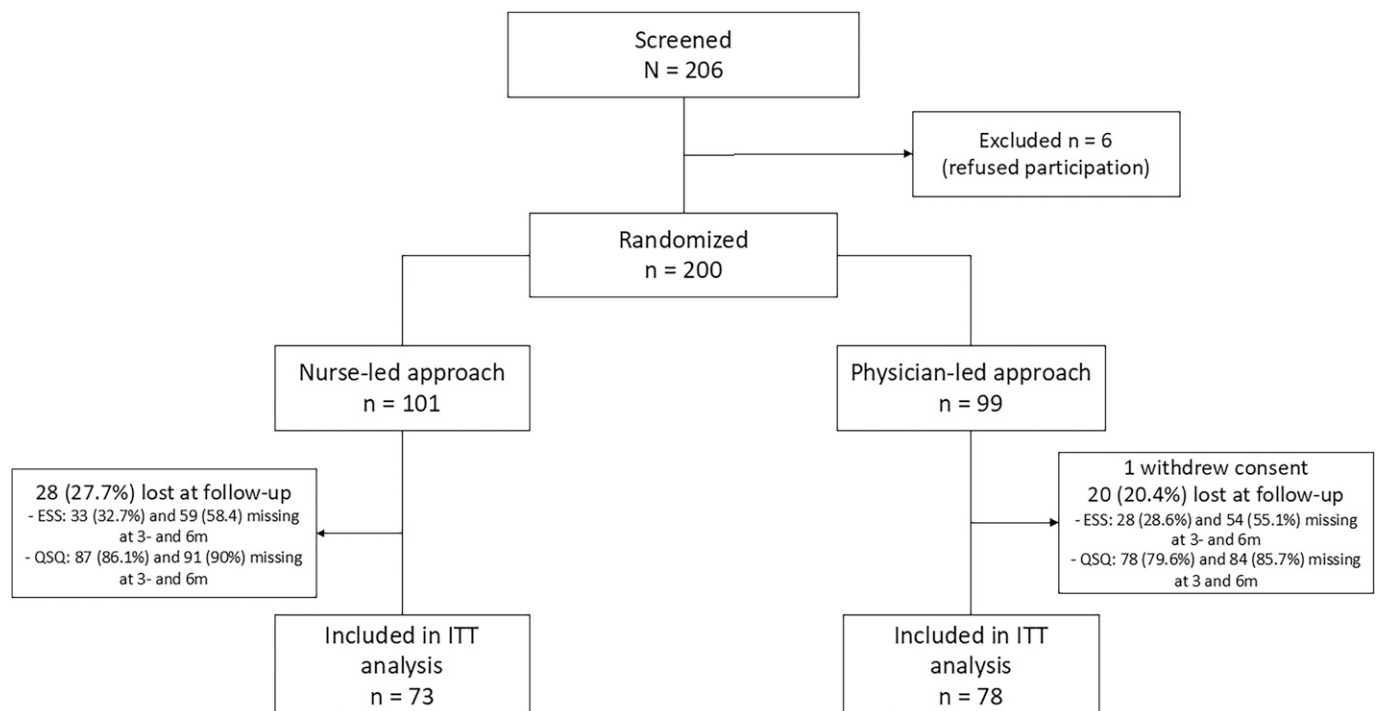 Screened
N = 206
Excluded n = 6
(refused participation)
Randomized
n = 200
Nurse-led approach
n = 101
Physician-led approach
n = 99
28 (27.7%) lost at follow-up
- ESS: 33 (32.7%) and 59 (58.4) missing
at 3- and 6m
- QSQ: 87 (86.1%) and 91 (90%) missing
at 3- and 6m
1 withdrew consent
20 (20.4%) lost at follow-up
- ESS: 28 (28.6%) and 54 (55.1%) missing
at 3- and 6m
- QSQ: 78 (79.6%) and 84 (85.7%) missing
at 3 and 6m
Included in ITT
analysis
n = 73
Included in ITT
analysis
n = 78